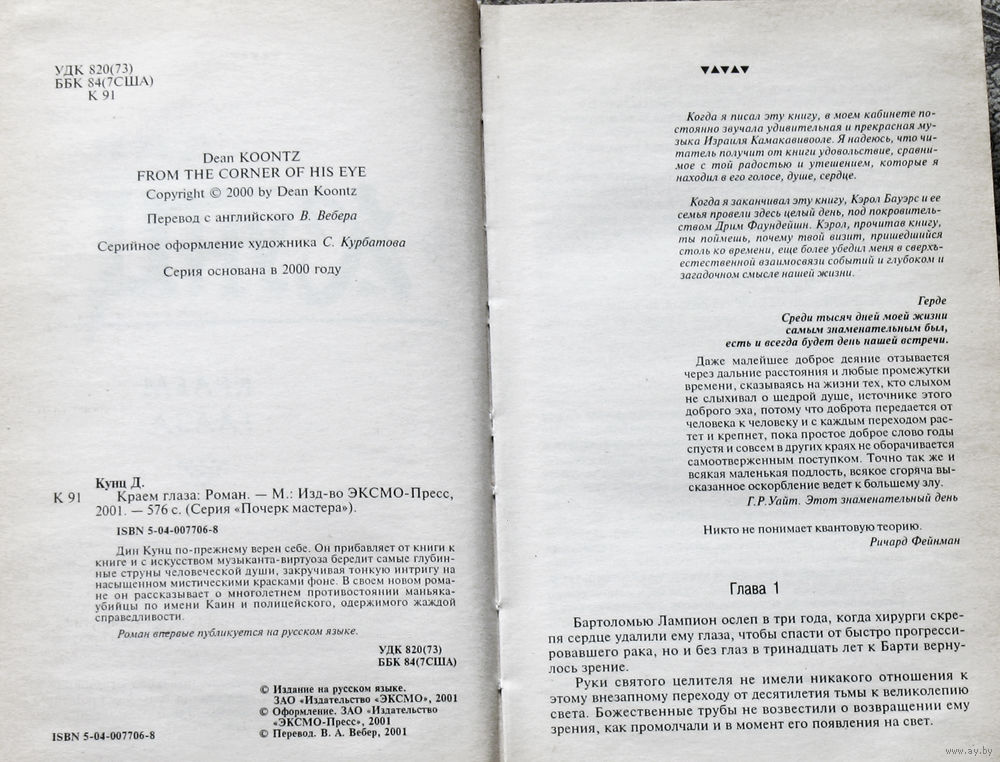 УДК 820(73)
ББК 84(7США)
К 91
Dean KOONTZ
FROM THE CORNER OF HIS EYE
Copyright © 2000 by Dean Koontz
Перевод с английского В. Вебера
Серийное оформление художника С. Курбатова
Серия основана в 2000 году
Кунц Д.
К 91 Краем глаза: Роман. — М.: Изд-во ЭКСМО-Пресс,
2001. — 576 с. (Серия «Почерк мастера»).
ISBN 5-04-007706-8
Дин Кунц по-прежнему верен себе. Он прибавляет от книги к
книге и с искусством музыканта-виртуоза бередит самые глубин-
ные струны человеческой души, закручивая тонкую интригу на
насыщенном мистическими красками фоне. В своем новом рома-
не он рассказывает о многолетнем противостоянии маньяка-
убийцы по имени Каин и полицейского, одержимого жаждой
справедливости.
Роман впервые публикуется на русском языке.
УДК 820(73)
ББК 84(7США)
© Издание на русском языке.
ЗАО «Издательство «ЭКСМО», 2001
© Оформление. ЗАО «Издательство
«ЭКСМО-Пресс», 2001
ISBN 5-04-007706-8 © Перевод. В. А. Вебер, 2001
▼▲▼▲▼
Когда я писал эту книгу, в моем кабинете по-
стоянно звучала удивительная и прекрасная му-
зыка Израиля Камакавивооле. Я надеюсь, что чи-
татель получит от книги удовольствие, сравни-
мое с той радостью и утешением, которые я
находил в его голосе, душе, сердце.
Когда я заканчивал эту книгу, Кэрол Бауэрс и ее
семья провели здесь целый день, под покровитель-
ством Дрим Фаундейшн. Кэрол, прочитав книгу,
ты поймешь, почему твой визит, пришедшийся
столь ко времени, еще более убедил меня в сверхъ-
естественной взаимосвязи событий и глубоком и
загадочном смысле нашей жизни.
Герде
Среди тысяч дней моей жизни
самым знаменательным был,
есть и всегда будет день нашей встречи.
Даже малейшее доброе деяние отзывается
через дальние расстояния и любые промежутки
времени, сказываясь на жизни тех, кто слыхом
не слыхивал о щедрой душе, источнике этого
доброго эха, потому что доброта передается от
человека к человеку и с каждым переходом рас-
тет и крепнет, пока простое доброе слово годы
спустя и совсем в других краях не оборачивается
самоотверженным поступком. Точно так же и
всякая маленькая подлость, всякое сгоряча вы-
сказанное оскорбление ведет к большему злу.
Г.Р.Уайт. Этот знаменательный день
Никто не понимает квантовую теорию.
Ричард Фейнман
Глава 1
Бартоломью Лампион ослеп в три года, когда хирурги скре-
пя сердце удалили ему глаза, чтобы спасти от быстро прогресси-
ровавшего рака, но и без глаз в тринадцать лет к Барти верну-
лось зрение.
Руки святого целителя не имели никакого отношения к
этому внезапному переходу от десятилетия тьмы к великолепию
света. Божественные трубы не возвестили о возвращении ему
зрения, как промолчали и в момент его появления на свет.
www.ay.by